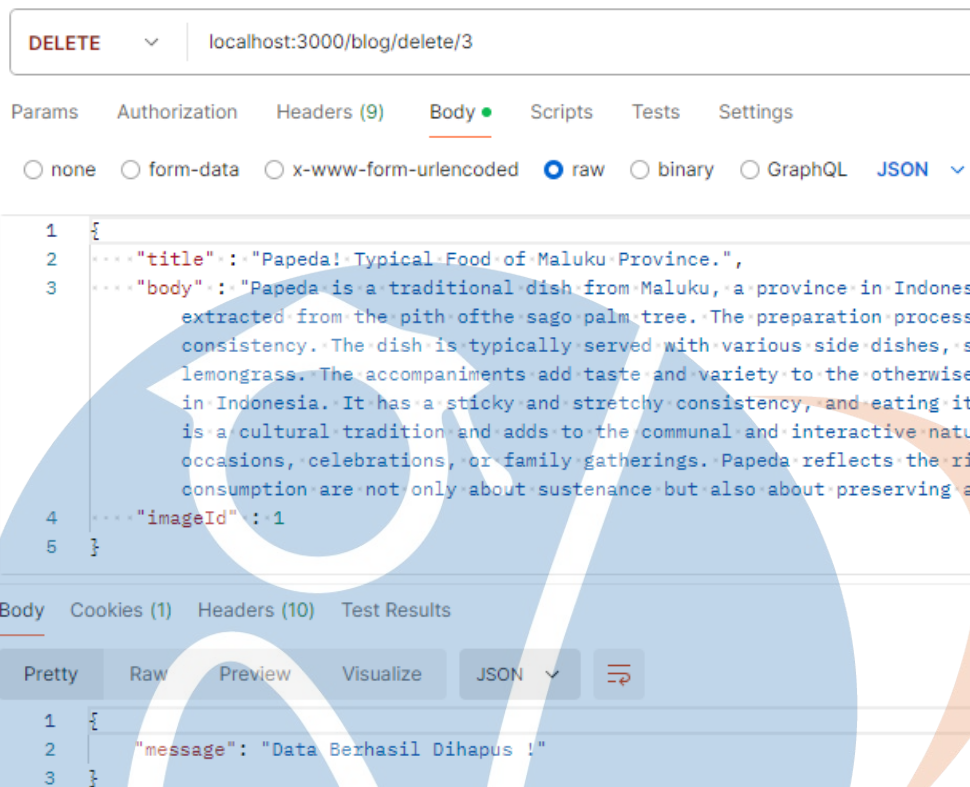 DELETE localhost:3000/blog/delete/3
Params Authorization Headers (9) Body Scripts Tests Settings
none form-data x-www-form-urlencoded raw binary GraphQL JSON
1 {
2 "title" : "Papeda! Typical Food of Maluku Province.",
3 "body" : "Papeda is a traditional dish from Maluku, a province in Indones
extracted from the pith ofthe sago palm tree. The preparation process
consistency. The dish is typically served with various side dishes, s
lemongrass. The accompaniments add taste and variety to the otherwise
in Indonesia. It has a sticky and stretchy consistency, and eating it
is a cultural tradition and adds to the communal and interactive natu
occasions, celebrations, or family gatherings. Papeda reflects the ri
consumption are not only about sustenance but also about preserving a
4 "imageId" : 1
5 }
Body Cookies (1) Headers (10) Test Results
Pretty Raw Preview Visualize JSON
1 {
2 "message": "Data Berhasil Dihapus !"
3 }